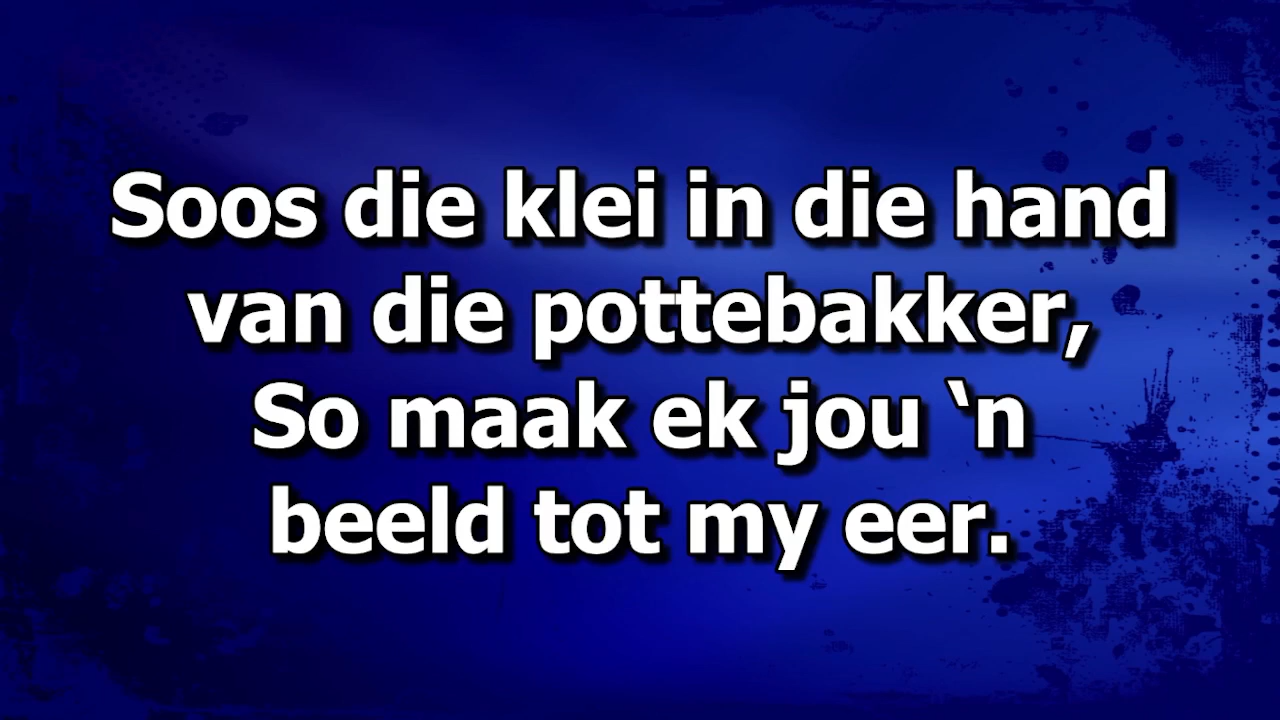 Soos die klei in die hand
van die pottebakker,
So maak ek jou ‘n
beeld tot my eer.